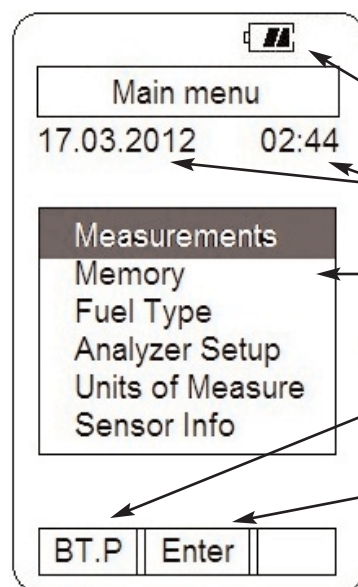 Main menu
17.03.2012 02:44
Measurements
Memory
Fuel Type
Analyzer Setup
Units of Measure
Sensor Info
BT.P Enter